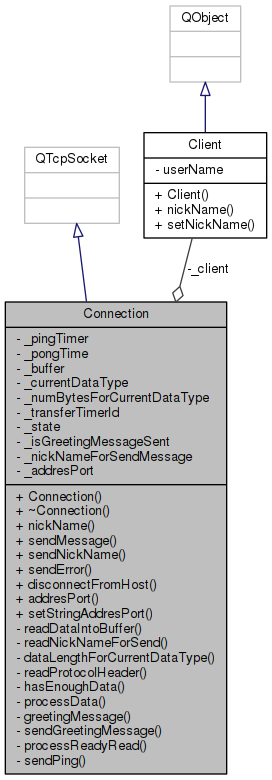 QObject
Client
- userName
+ Client()
+ nickName()
+ setNickName()
QTcpSocket
-_client
Connection
- _pingTimer
- _pongTime
- _buffer
- _currentDataType
- _numBytesForCurrentDataType
- _transferTimerId
- _state
- _isGreetingMessageSent
- _nickNameForSendMessage
- _addresPort
+ Connection()
+ ~Connection()
+ nickName()
+ sendMessage()
+ sendNickName()
+ sendError()
+ disconnectFromHost()
+ addresPort()
+ setStringAddresPort()
- readDataIntoBuffer()
- readNickNameForSend()
- dataLengthForCurrentDataType()
- readProtocolHeader()
- hasEnoughData()
- processData()
- greetingMessage()
- sendGreetingMessage()
- processReadyRead()
- sendPing()